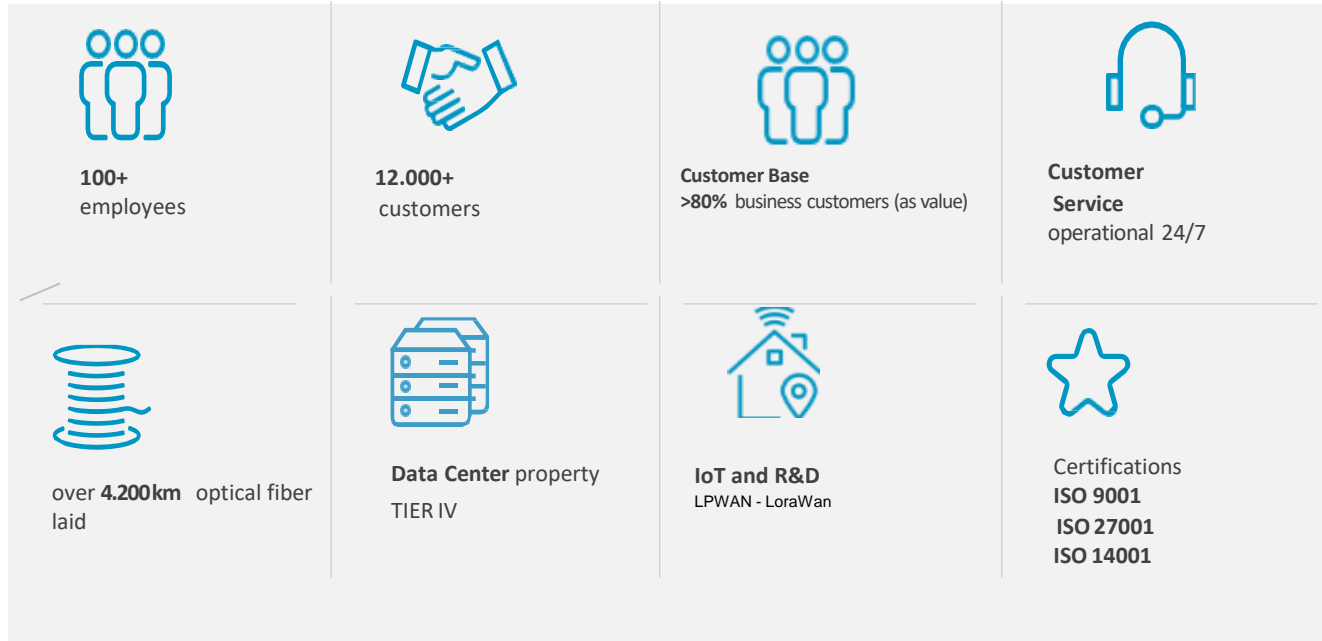 100+
employees
12.000+
customers
Customer Base
>80% business customers (as value)
Customer
Service
operational 24/7
over 4.200km optical fiber
laid
Data Center property
TIER IV
IoT and R&D
LPWAN - LoraWan
Certifications
ISO 9001
ISO 27001
ISO 14001